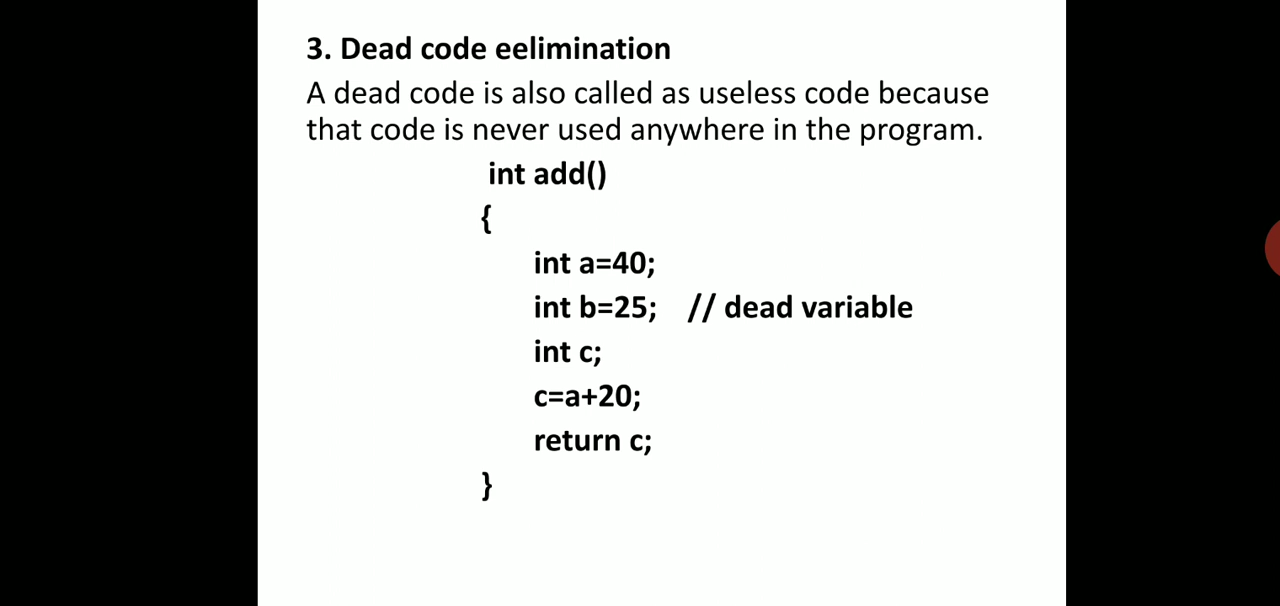 3. Dead code eelimination
A dead code is also called as useless code because
that code is never used anywhere in the program.
int add()
{
int a=40;
int b=25; // dead variable
int c;
c=a+20;
return c;
}